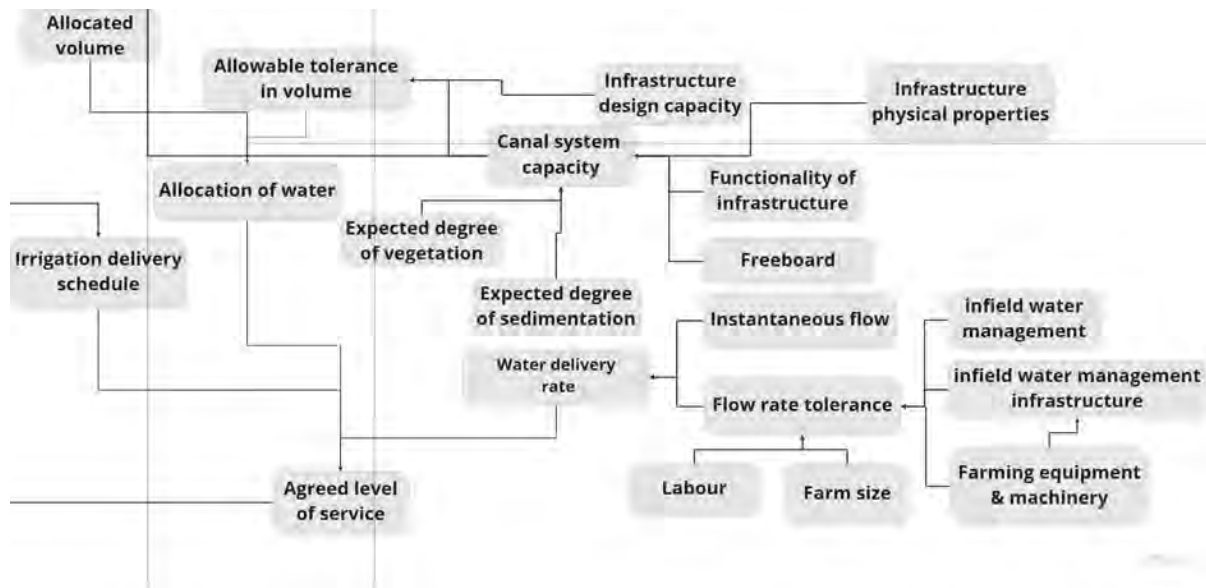 Allocated
volume
Allowable tolerance
in volume
Infrastructure
design capacity
Infrastructure
physical properties
Canal system
capacity
Allocation of water
Functionality of
infrastructure
Expected degree
of vegetation
Irrigation delivery
schedule
Freeboard
Expected degree
of sedimentation
Instantaneous flow
infield water
management
Water delivery
rate
infield water management
infrastructure
Flow rate tolerance
Labour
Farm size
Farming equipment
& machinery
Agreed level
of service